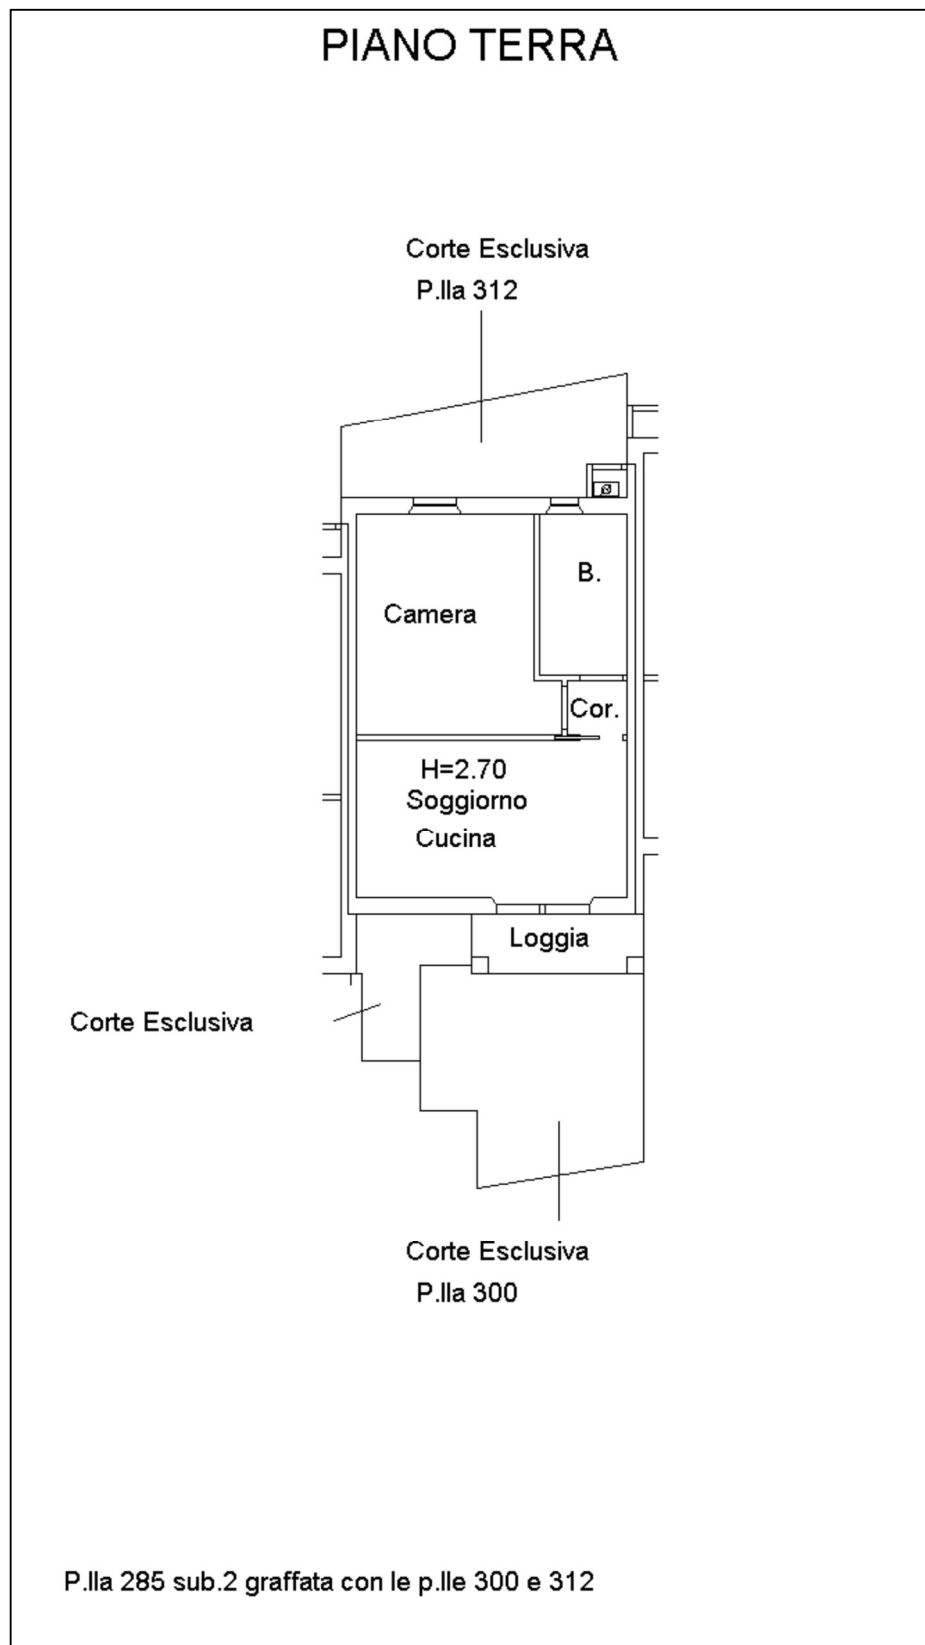 PIANO TERRA
Corte Esclusiva
P.lla 312
B.
Camera
Cor.
H=2.70
Soggiorno
Cucina
Loggia
Corte Esclusiva
Corte Esclusiva
P.lla 300
P.lla 285 sub.2 graffata con le p.lle 300 e 312